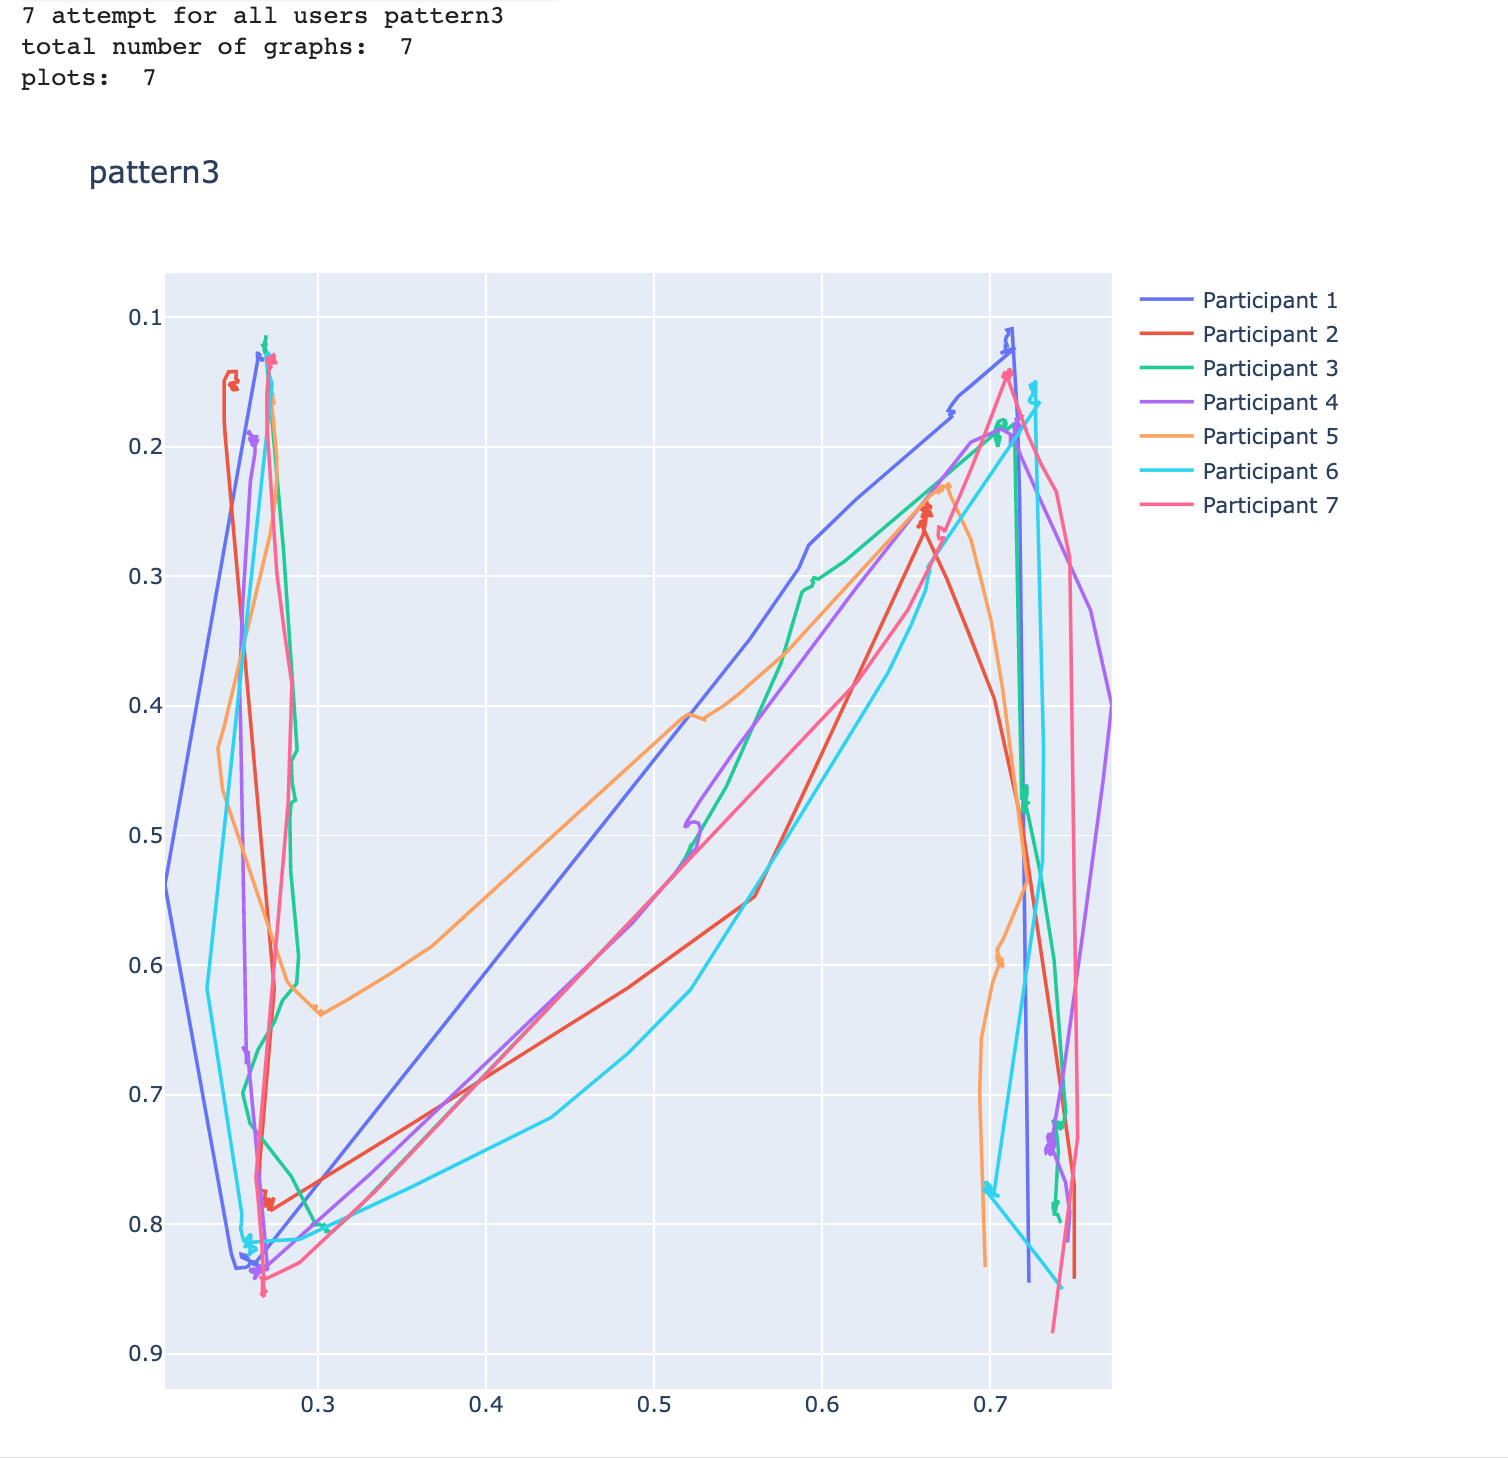 7 attempt for all users pattern3
total number of graphs:  7
plots:  7
pattern3
0.1
0.2
0.3
0.4
0.5
0.6
0.7
0.8
0.9
0.3
0.4
0.5
0.6
0.7
Participant 1
Participant 2
Participant 3
Participant 4
Participant 5
Participant 6
Participant 7